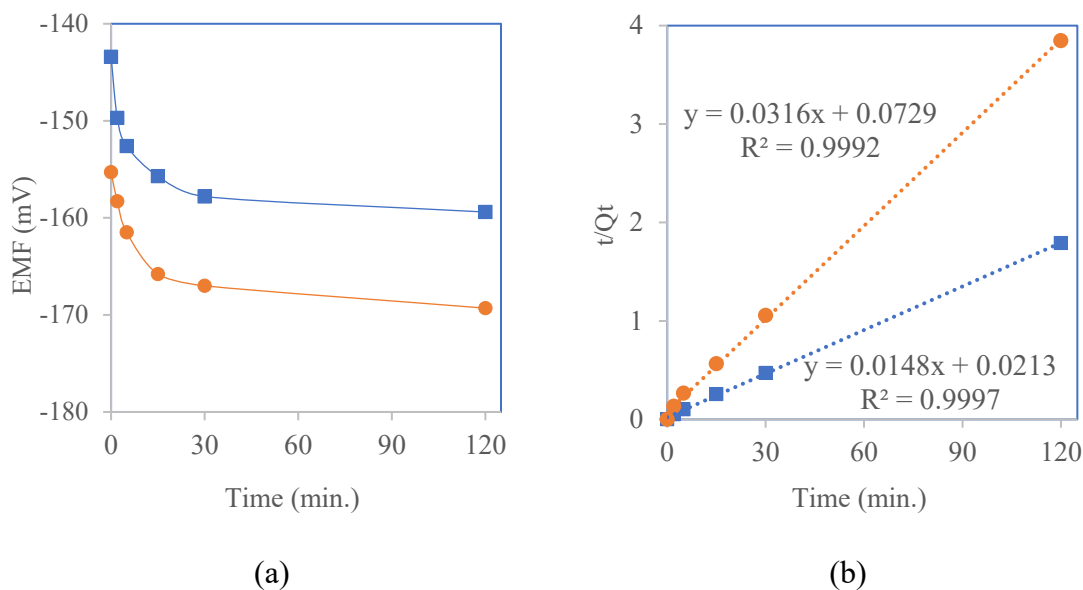 -140
-150
-160
-170
-180
EMF (mV)
0 30 60 90 120
Time (min.)
(a)
4
3
2
1
0
t/Qt
y = 0.0316x + 0.0729
R² = 0.9992
y = 0.0148x + 0.0213
R² = 0.9997
0 30 60 90 120
Time (min.)
(b)